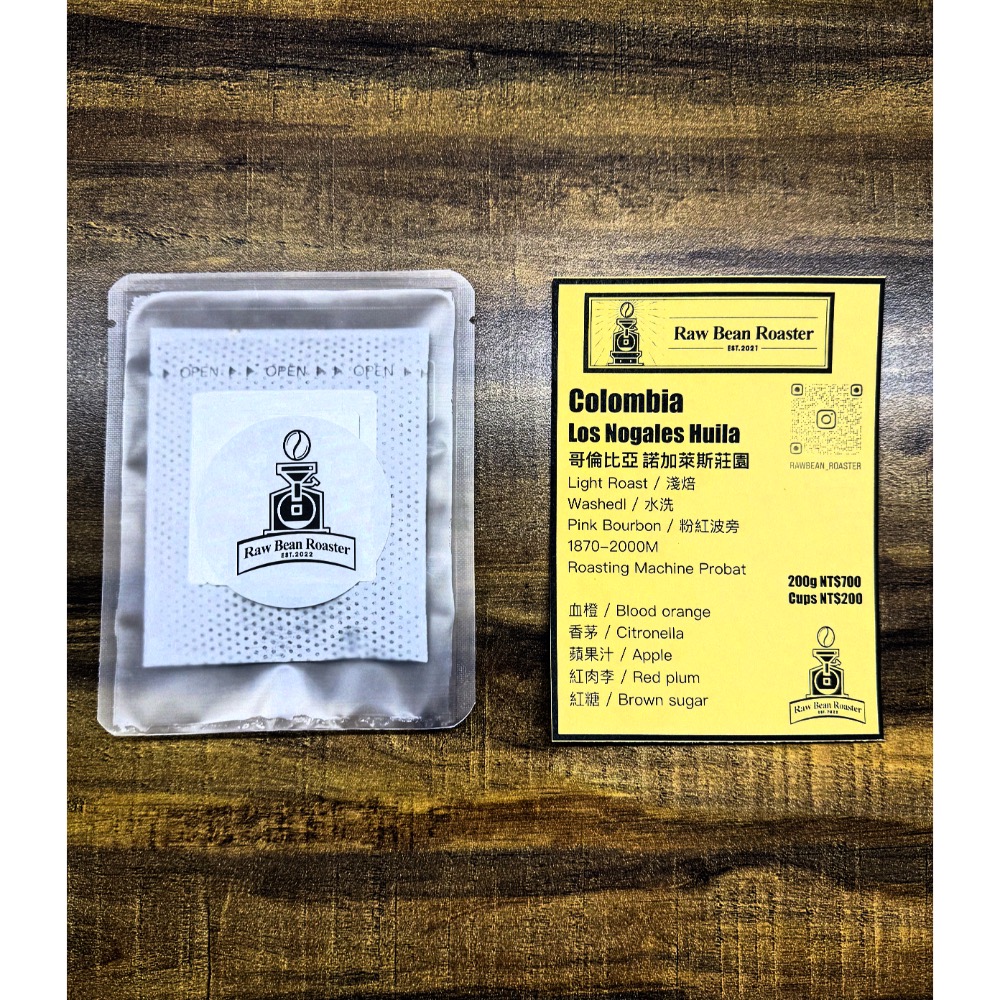 OPEN OPEN OPEN
Raw Bean Roaster
EST.2022
Raw Bean Roaster
EST.2021
Colombia
Los Nogales Huila
哥倫比亞 諾加萊斯莊園
Light Roast / 淺焙
Washedl / 水洗
Pink Bourbon / 粉紅波旁
1870-2000M
Roasting Machine Probat
RAWBEAN_ROASTER
200g NT$700
Cups NT$200
血橙 / Blood orange
香茅 / Citronella
蘋果汁 / Apple
紅肉李 / Red plum
紅糖 / Brown sugar
Raw Bean Roaster
EST.2022